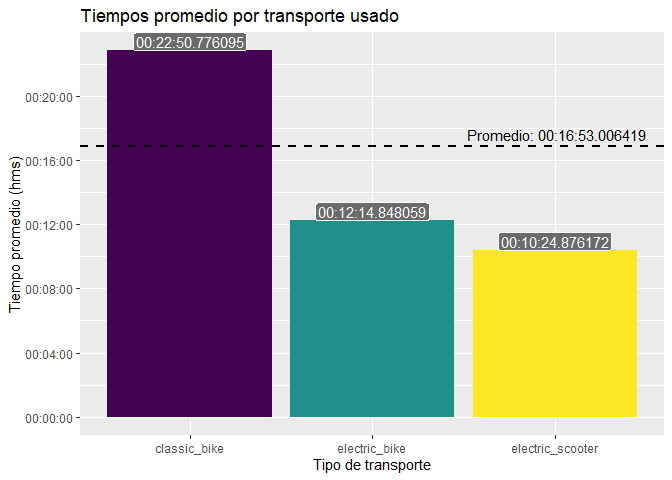 Tiempos promedio por transporte usado
Tiempo promedio (hms)
00:20:00
00:16:00
00:12:00
00:08:00
00:04:00
00:00:00
00:22:50.776095
Promedio: 00:16:53.006419
00:12:14.848059
00:10:24.876172
classic_bike
electric_bike
electric_scooter
Tipo de transporte